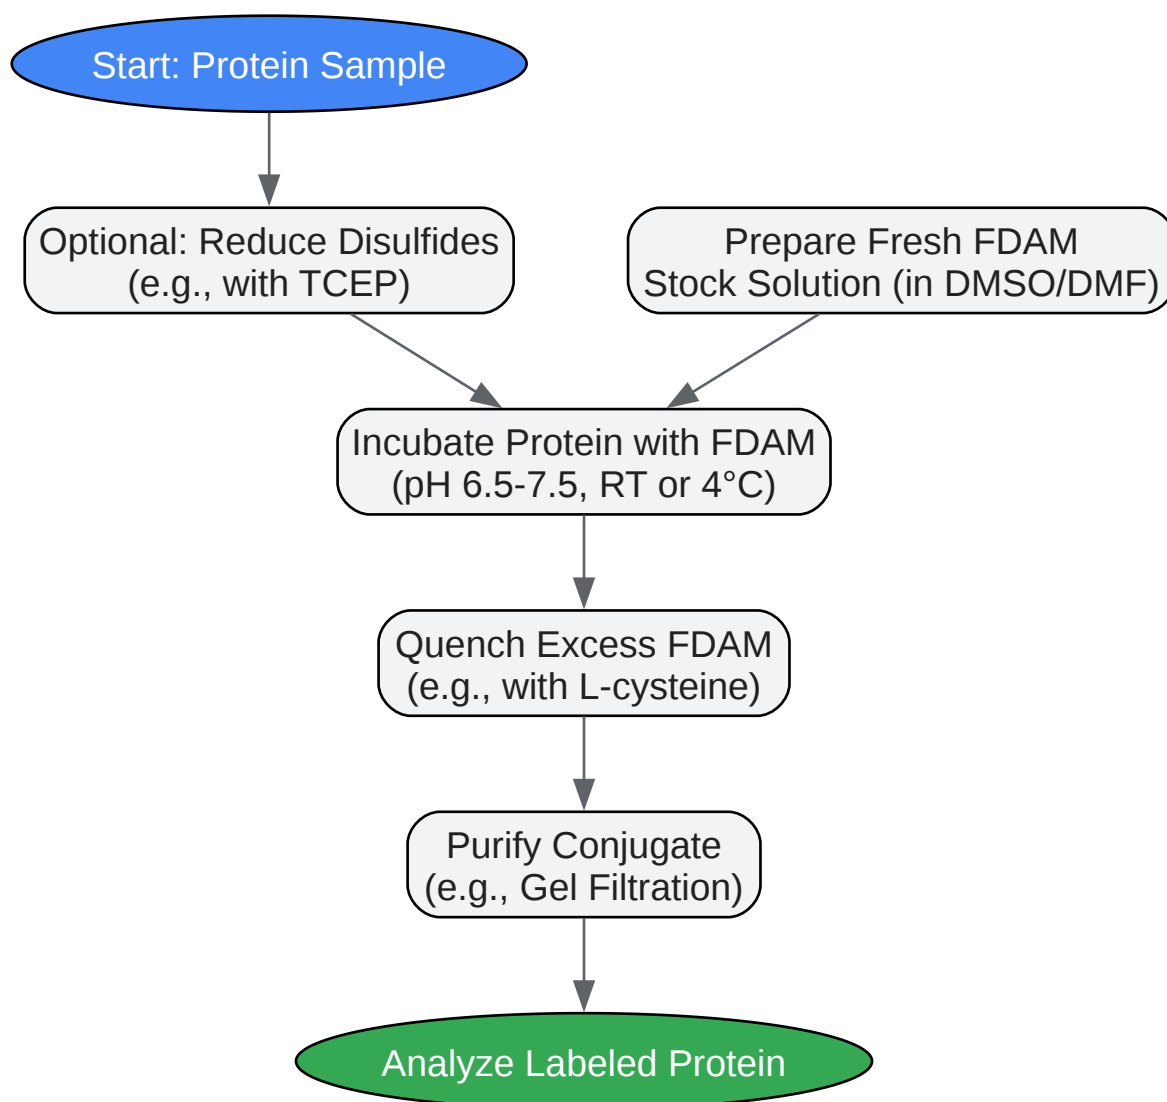 Start: Protein Sample
Optional: Reduce Disulfides
(e.g., with TCEP)
Prepare Fresh FDAM
Stock Solution (in DMSO/DMF)
Incubate Protein with FDAM
(pH 6.5-7.5, RT or 4°C)
Quench Excess FDAM
(e.g., with L-cysteine)
Purify Conjugate
(e.g., Gel Filtration)
Analyze Labeled Protein